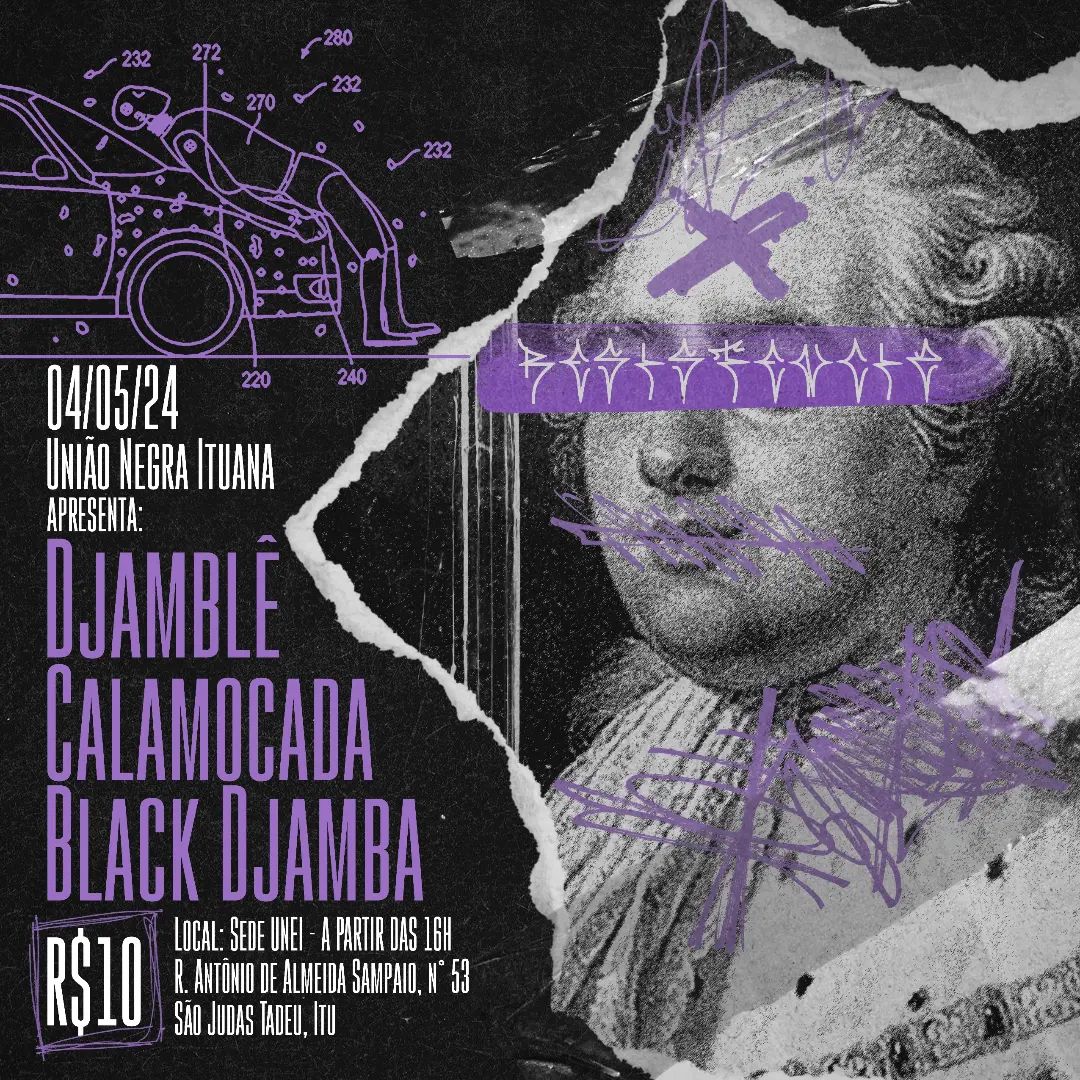 232
272
280
232
270
232
220
240
RESISTENCIA
04/05/24
União Negra Ituana
apresenta:
Djamblê
Calamocada
Black Djamba
R$10
Local: Sede UNEI - a partir das 16h
R. Antônio de Almeida Sampaio, n° 53
São Judas Tadeu, Itu